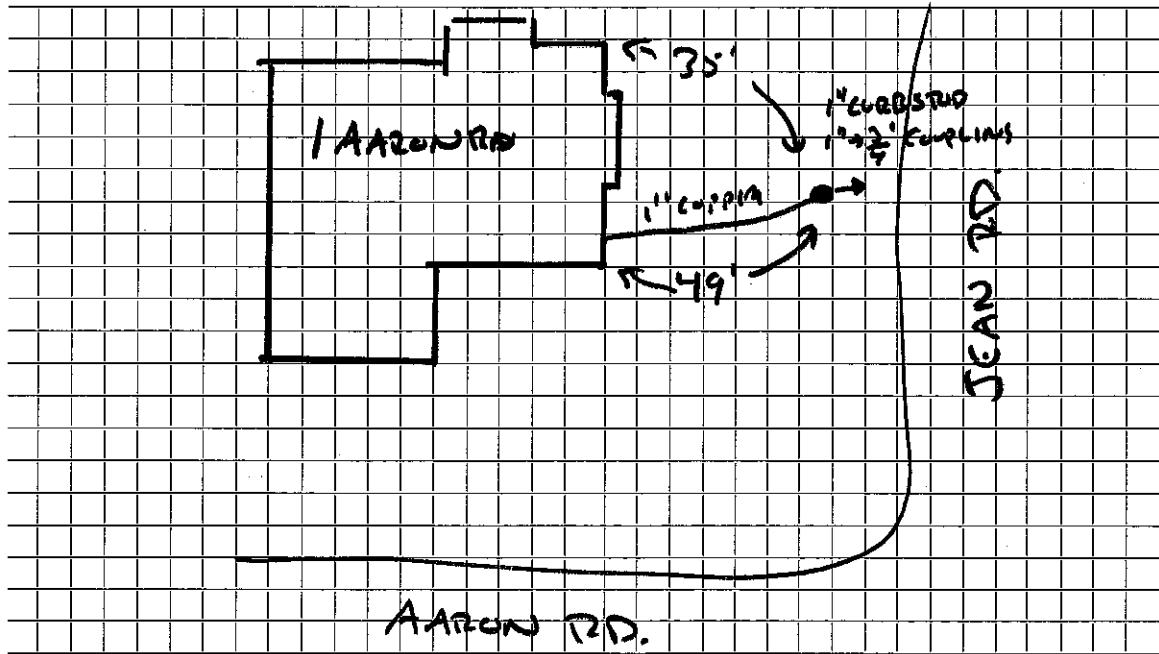 35'
1" CURBSTOP
1"→3/4" COUPLING
1 AARON RD
1" COPPER
49'
JEAN RD.
AARON RD.